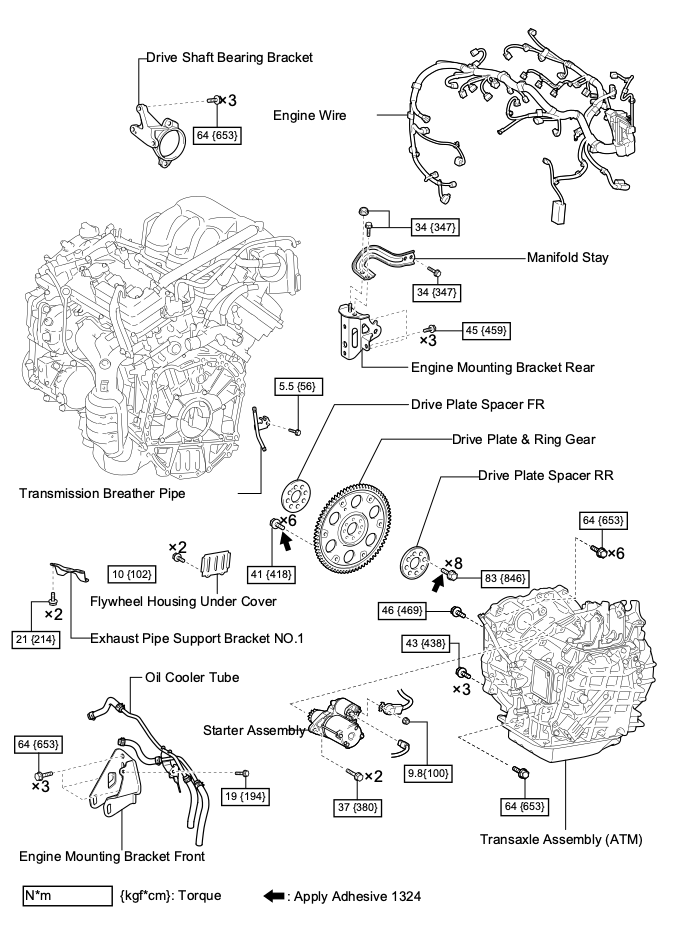 Drive Shaft Bearing Bracket
×3
64 {653}
Engine Wire
34 {347}
Manifold Stay
34 {347}
45 {459}
×3
Engine Mounting Bracket Rear
5.5 {56}
Drive Plate Spacer FR
Drive Plate & Ring Gear
Drive Plate Spacer RR
Transmission Breather Pipe
×6
64 {653}
×6
×2
×8
10 {102}
41 {418}
83 {846}
Flywheel Housing Under Cover
46 {469}
×2
21 {214}
Exhaust Pipe Support Bracket NO.1
43 {438}
Oil Cooler Tube
×3
Starter Assembly
64 {653}
×3
9.8{100}
×2
19 {194}
37 {380}
64 {653}
Transaxle Assembly (ATM)
Engine Mounting Bracket Front
N*m
{kgf*cm}: Torque
: Apply Adhesive 1324